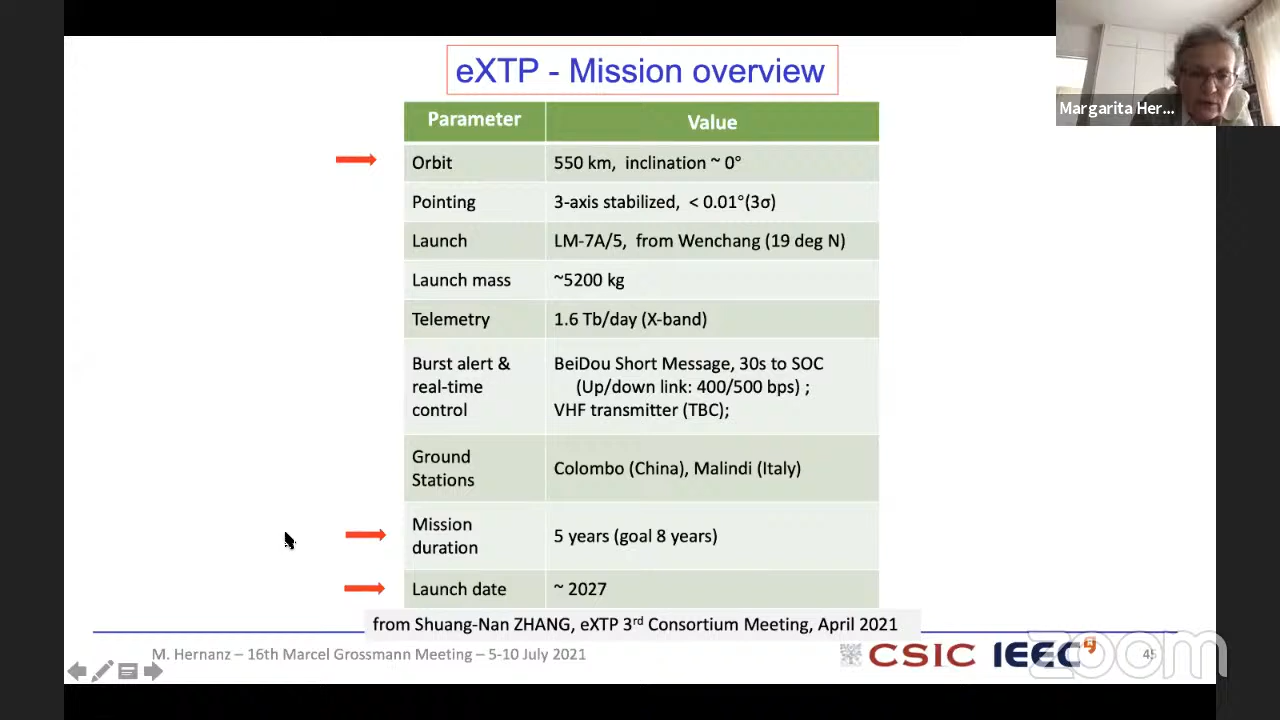 eXTP - Mission overview
Margarita Her...
Parameter Value
Orbit 550 km, inclination ~ 0°
Pointing 3-axis stabilized, < 0.01°(3σ)
Launch LM-7A/5, from Wenchang (19 deg N)
Launch mass ~5200 kg
Telemetry 1.6 Tb/day (X-band)
Burst alert & real-time control
BeiDou Short Message, 30s to SOC
(Up/down link: 400/500 bps) ;
VHF transmitter (TBC);
Ground Stations
Colombo (China), Malindi (Italy)
Mission duration
5 years (goal 8 years)
Launch date ~ 2027
from Shuang-Nan ZHANG, eXTP 3rd Consortium Meeting, April 2021
M. Hernanz – 16th Marcel Grossmann Meeting – 5-10 July 2021
CSIC IEEC
zoom
45